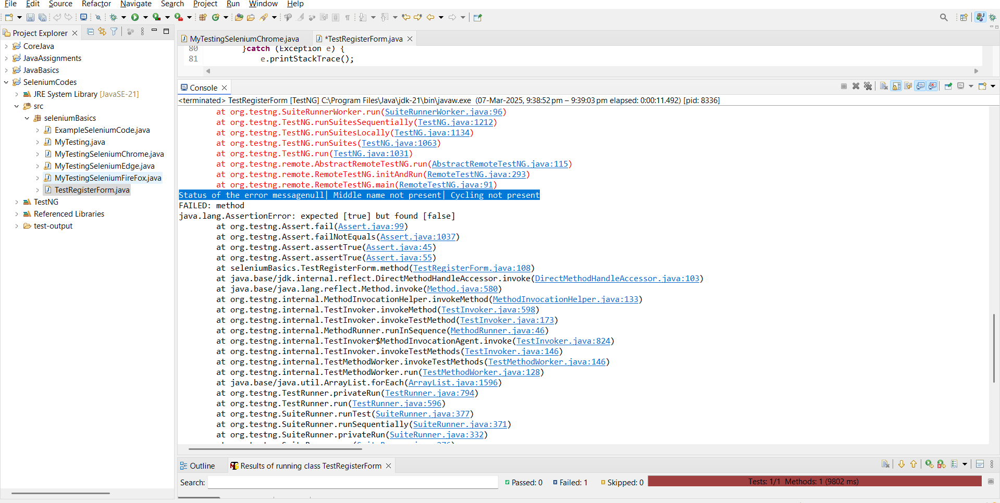 File Edit Source Refactor Navigate Search Project Run Window Help
Project Explorer
CoreJava
JavaAssignments
JavaBasics
SeleniumCodes
JRE System Library [JavaSE-21]
src
seleniumBasics
ExampleSeleniumCode.java
MyTesting.java
MyTestingSeleniumChrome.java
MyTestingSeleniumEdge.java
MyTestingSeleniumFireFox.java
TestRegisterForm.java
TestNG
Referenced Libraries
test-output
MyTestingSeleniumChrome.java *TestRegisterForm.java
80 }catch (Exception e) {
81 e.printStackTrace();
Console
<terminated> TestRegisterForm [TestNG] C:\Program Files\Java\jdk-21\bin\javaw.exe (07-Mar-2025, 9:38:52 pm – 9:39:03 pm elapsed: 0:00:11.492) [pid: 8336]
at org.testng.SuiteRunnerWorker.run(SuiteRunnerWorker.java:96)
at org.testng.TestNG.runSuitesSequentially(TestNG.java:1212)
at org.testng.TestNG.runSuitesLocally(TestNG.java:1134)
at org.testng.TestNG.runSuites(TestNG.java:1063)
at org.testng.TestNG.run(TestNG.java:1031)
at org.testng.remote.AbstractRemoteTestNG.run(AbstractRemoteTestNG.java:115)
at org.testng.remote.RemoteTestNG.initAndRun(RemoteTestNG.java:293)
at org.testng.remote.RemoteTestNG.main(RemoteTestNG.java:91)
Status of the error messagenull| Middle name not present| Cycling not present
FAILED: method
java.lang.AssertionError: expected [true] but found [false]
at org.testng.Assert.fail(Assert.java:99)
at org.testng.Assert.failNotEquals(Assert.java:1037)
at org.testng.Assert.assertTrue(Assert.java:45)
at org.testng.Assert.assertTrue(Assert.java:55)
at seleniumBasics.TestRegisterForm.method(TestRegisterForm.java:108)
at java.base/jdk.internal.reflect.DirectMethodHandleAccessor.invoke(DirectMethodHandleAccessor.java:103)
at java.base/java.lang.reflect.Method.invoke(Method.java:580)
at org.testng.internal.MethodInvocationHelper.invokeMethod(MethodInvocationHelper.java:133)
at org.testng.internal.TestInvoker.invokeMethod(TestInvoker.java:598)
at org.testng.internal.TestInvoker.invokeTestMethod(TestInvoker.java:173)
at org.testng.internal.MethodRunner.runInSequence(MethodRunner.java:46)
at org.testng.internal.TestInvoker$MethodInvocationAgent.invoke(TestInvoker.java:824)
at org.testng.internal.TestInvoker.invokeTestMethods(TestInvoker.java:146)
at org.testng.internal.TestMethodWorker.invokeTestMethods(TestMethodWorker.java:146)
at org.testng.internal.TestMethodWorker.run(TestMethodWorker.java:128)
at java.base/java.util.ArrayList.forEach(ArrayList.java:1596)
at org.testng.TestRunner.privateRun(TestRunner.java:794)
at org.testng.TestRunner.run(TestRunner.java:596)
at org.testng.SuiteRunner.runTest(SuiteRunner.java:377)
at org.testng.SuiteRunner.runSequentially(SuiteRunner.java:371)
at org.testng.SuiteRunner.privateRun(SuiteRunner.java:332)
Outline Results of running class TestRegisterForm
Search: Passed: 0 Failed: 1 Skipped: 0 Tests: 1/1 Methods: 1 (9802 ms)